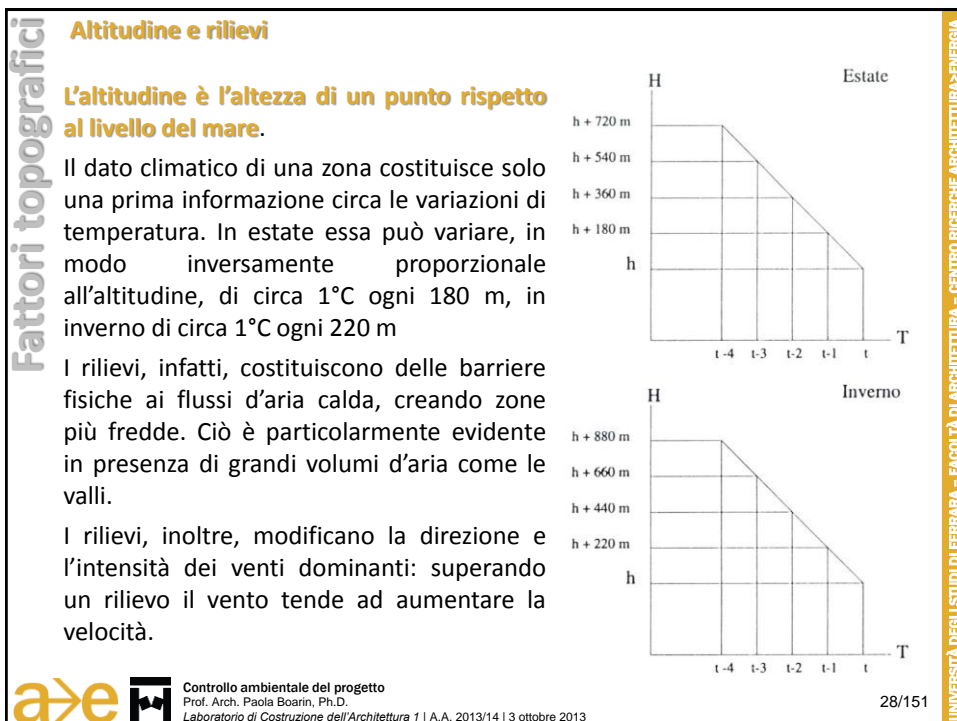 Fattori topografici
Altitudine e rilievi
L'altitudine è l'altezza di un punto rispetto
al livello del mare.
Il dato climatico di una zona costituisce solo
una prima informazione circa le variazioni di
temperatura. In estate essa può variare, in
modo inversamente proporzionale
all'altitudine, di circa 1°C ogni 180 m, in
inverno di circa 1°C ogni 220 m
I rilievi, infatti, costituiscono delle barriere
fisiche ai flussi d'aria calda, creando zone
più fredde. Ciò è particolarmente evidente
in presenza di grandi volumi d'aria come le
valli.
I rilievi, inoltre, modificano la direzione e
l'intensità dei venti dominanti: superando
un rilievo il vento tende ad aumentare la
velocità.
H
Estate
h + 720 m
h + 540 m
h + 360 m
h + 180 m
h
T
t -4 t-3 t-2 t-1 t
H
Inverno
h + 880 m
h + 660 m
h + 440 m
h + 220 m
h
T
t -4 t-3 t-2 t-1 t
UNIVERSITÀ DEGLI STUDI DI FERRARA – FACOLTÀ DI ARCHITETTURA – CENTRO RICERCHE ARCHITETTURA>ENERGIA
a>e
Controllo ambientale del progetto
Prof. Arch. Paola Boarin, Ph.D.
Laboratorio di Costruzione dell'Architettura 1 | A.A. 2013/14 | 3 ottobre 2013
28/151